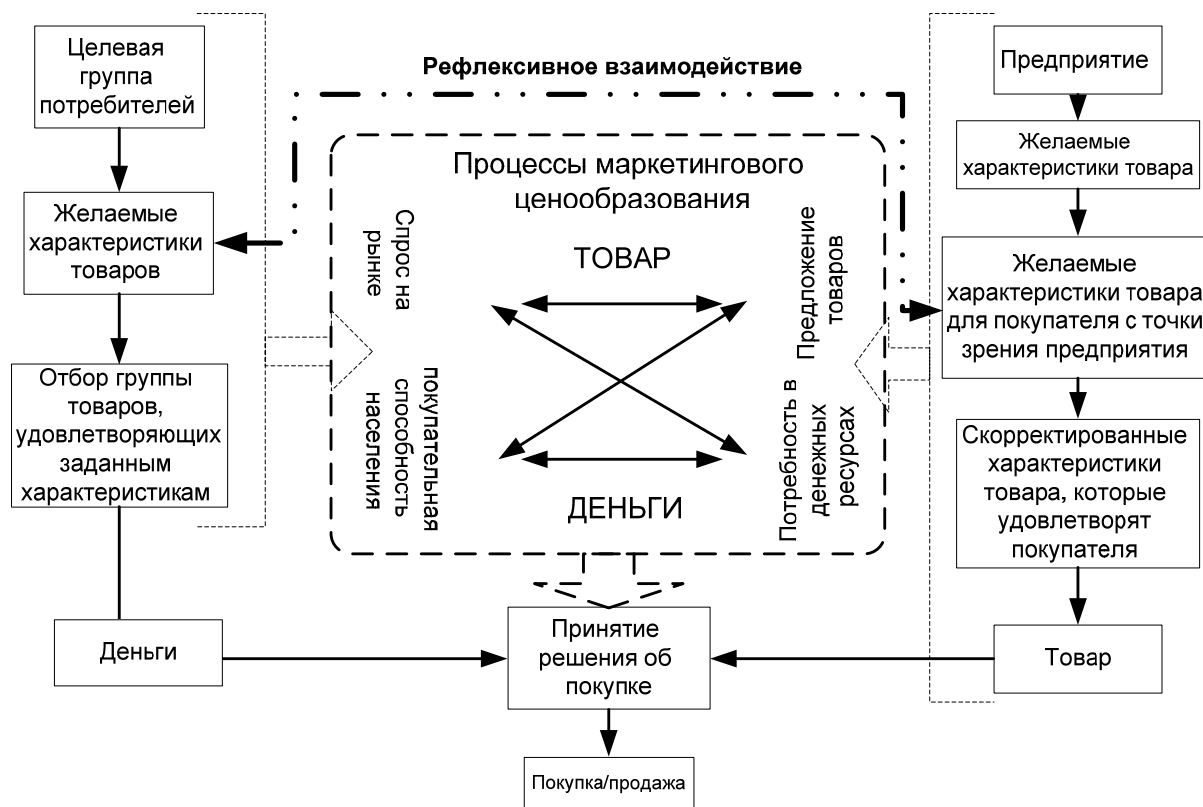 Целевая
группа
потребителей
Желаемые
характеристики
товаров
Отбор группы
товаров,
удовлетворяющих
заданным
характеристикам
Деньги
Рефлексивное взаимодействие
Процессы маркетингового
ценообразования
Спрос на
рынке
покупательная
способность
населения
ТОВАР
ДЕНЬГИ
Предложение
товаров
Потребность в
денежных
ресурсах
Принятие
решения об
покупке
Покупка/продажа
Предприятие
Желаемые
характеристики товара
Желаемые
характеристики товара
для покупателя с точки
зрения предприятия
Скорректированные
характеристики
товара, которые
удовлетворят
покупателя
Товар